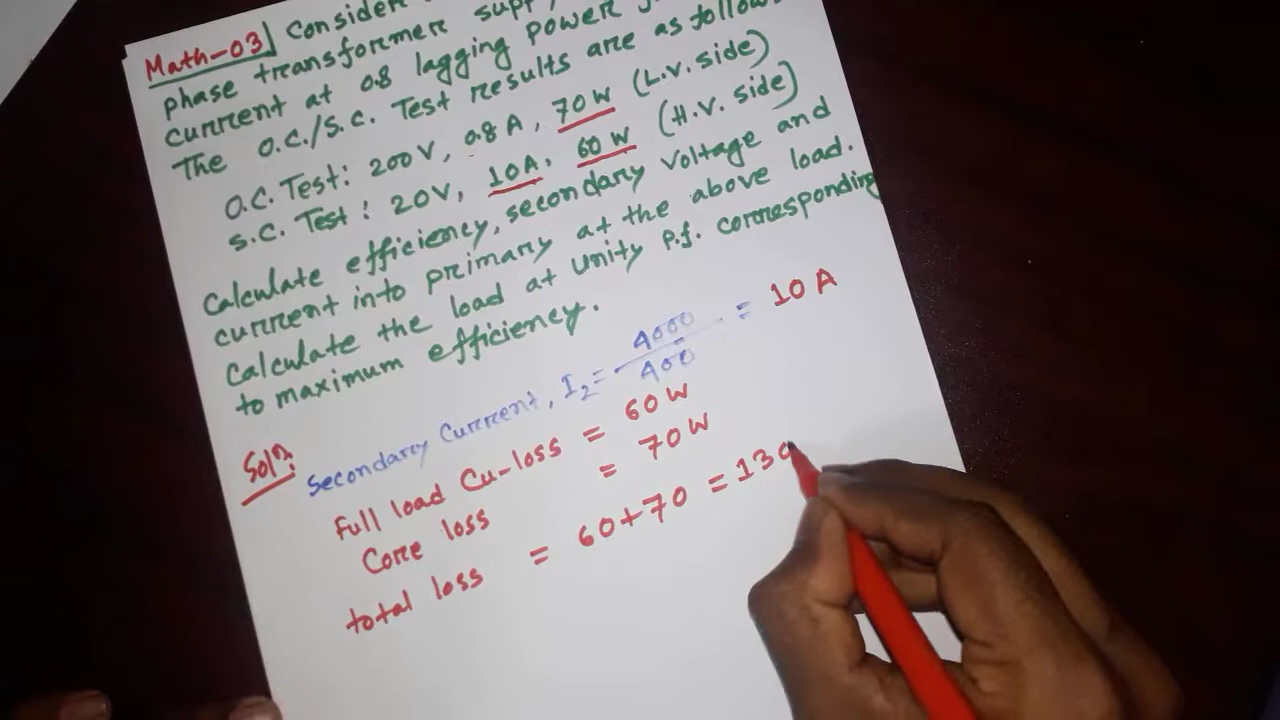 Math-03 Consider
phase transformer
current at 0.8 lagging power
The O.C./S.C. Test results are as follow
O.C. Test: 200 V, 0.8 A, 70 W (L.V. side)
S.C. Test: 20 V, 10 A, 60 W (H.V. side)
Calculate efficiency, secondary voltage and
current into primary at the above load.
Calculate the load at unity p.f. corresponding
to maximum efficiency.
Soln:
Secondary Current, I₂ = 4000/400 = 10 A
Full load Cu-loss = 60 W
Core loss = 70 W
total loss = 60+70 = 130